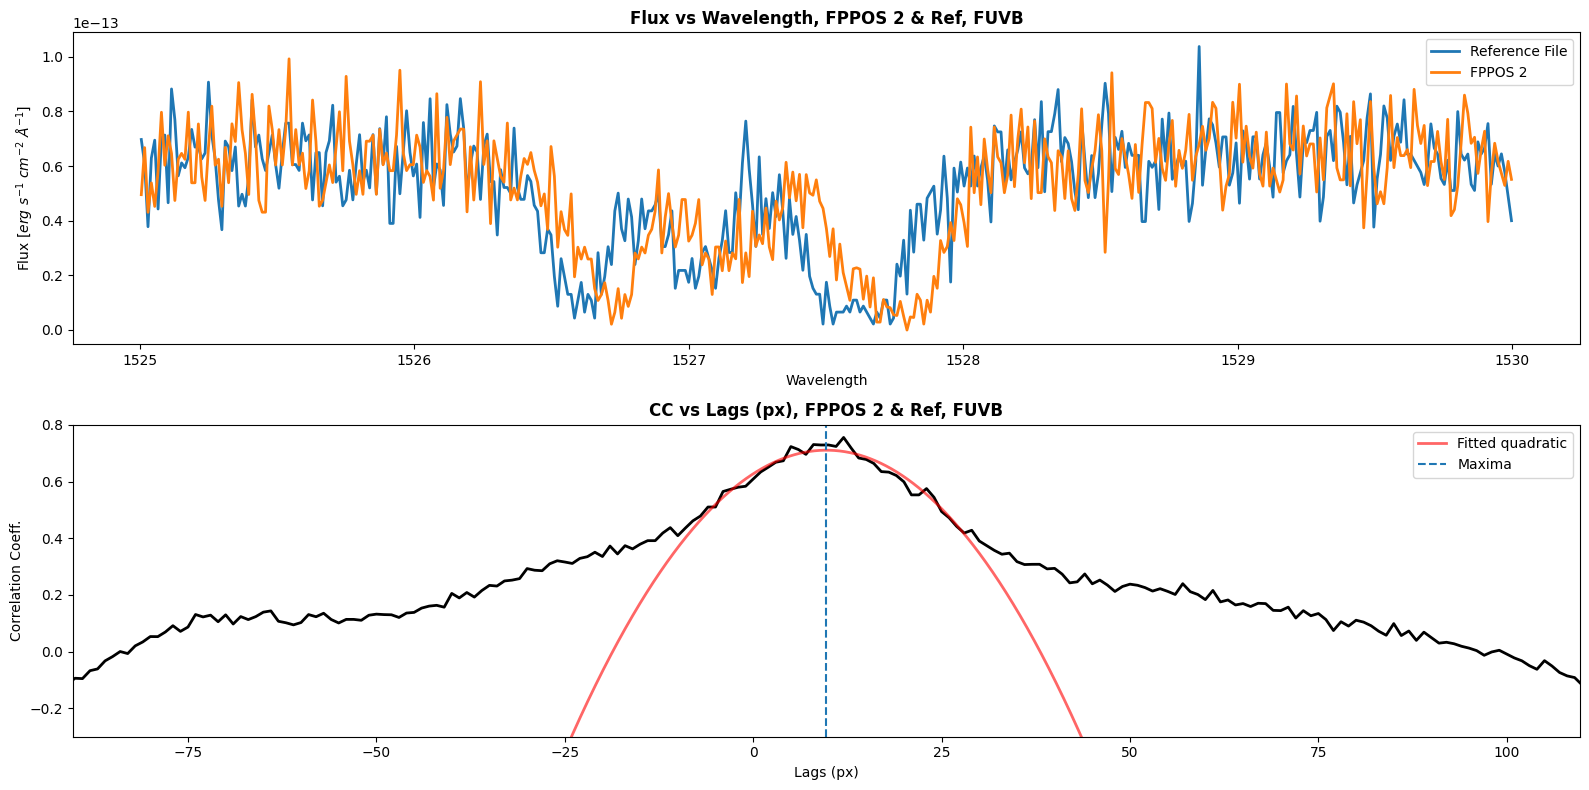 Flux vs Wavelength, FPPOS 2 & Ref, FUVB
1e−13
Flux [erg s⁻¹ cm⁻² Å⁻¹]
1.0
0.8
0.6
0.4
0.2
0.0
Reference File
FPPOS 2
1525 1526 1527 1528 1529 1530
Wavelength
CC vs Lags (px), FPPOS 2 & Ref, FUVB
Correlation Coeff.
0.8
0.6
0.4
0.2
0.0
−0.2
Fitted quadratic
Maxima
−75 −50 −25 0 25 50 75 100
Lags (px)